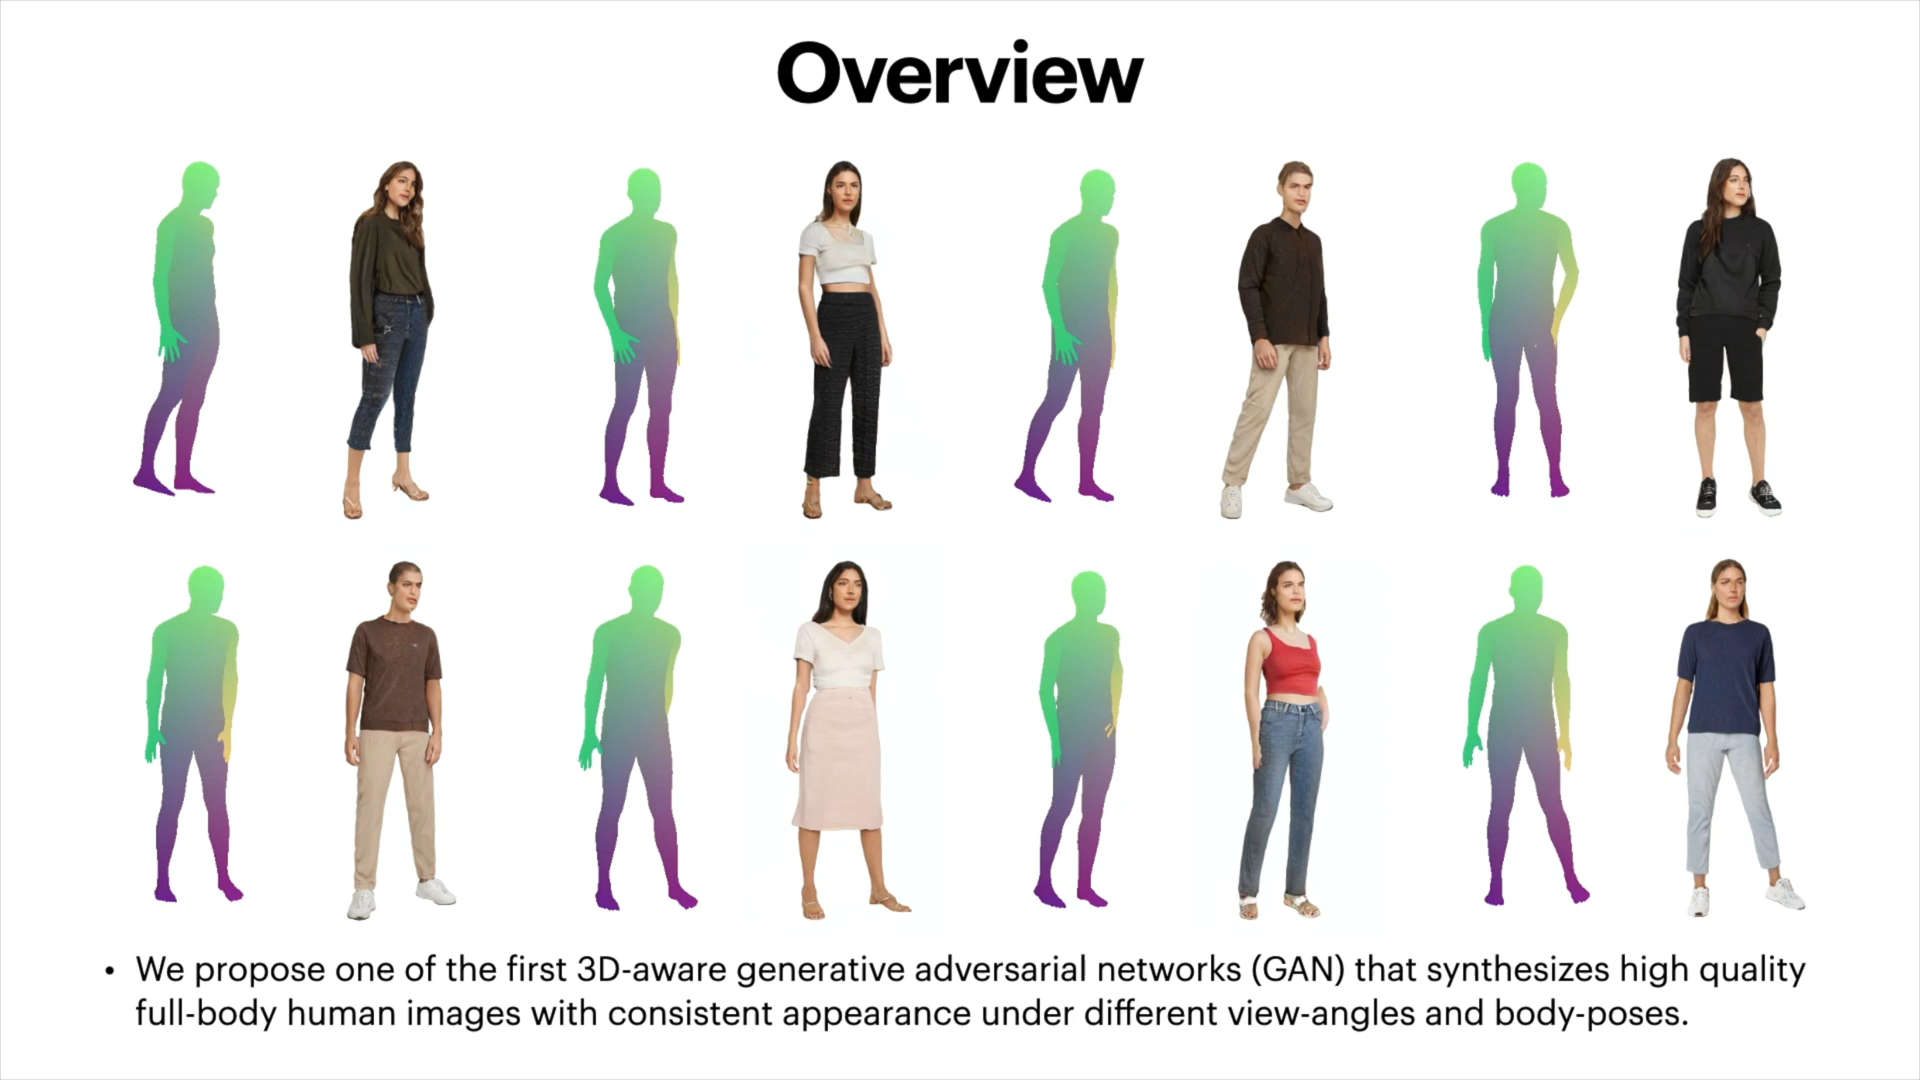 Overview
• We propose one of the first 3D-aware generative adversarial networks (GAN) that synthesizes high quality
full-body human images with consistent appearance under different view-angles and body-poses.